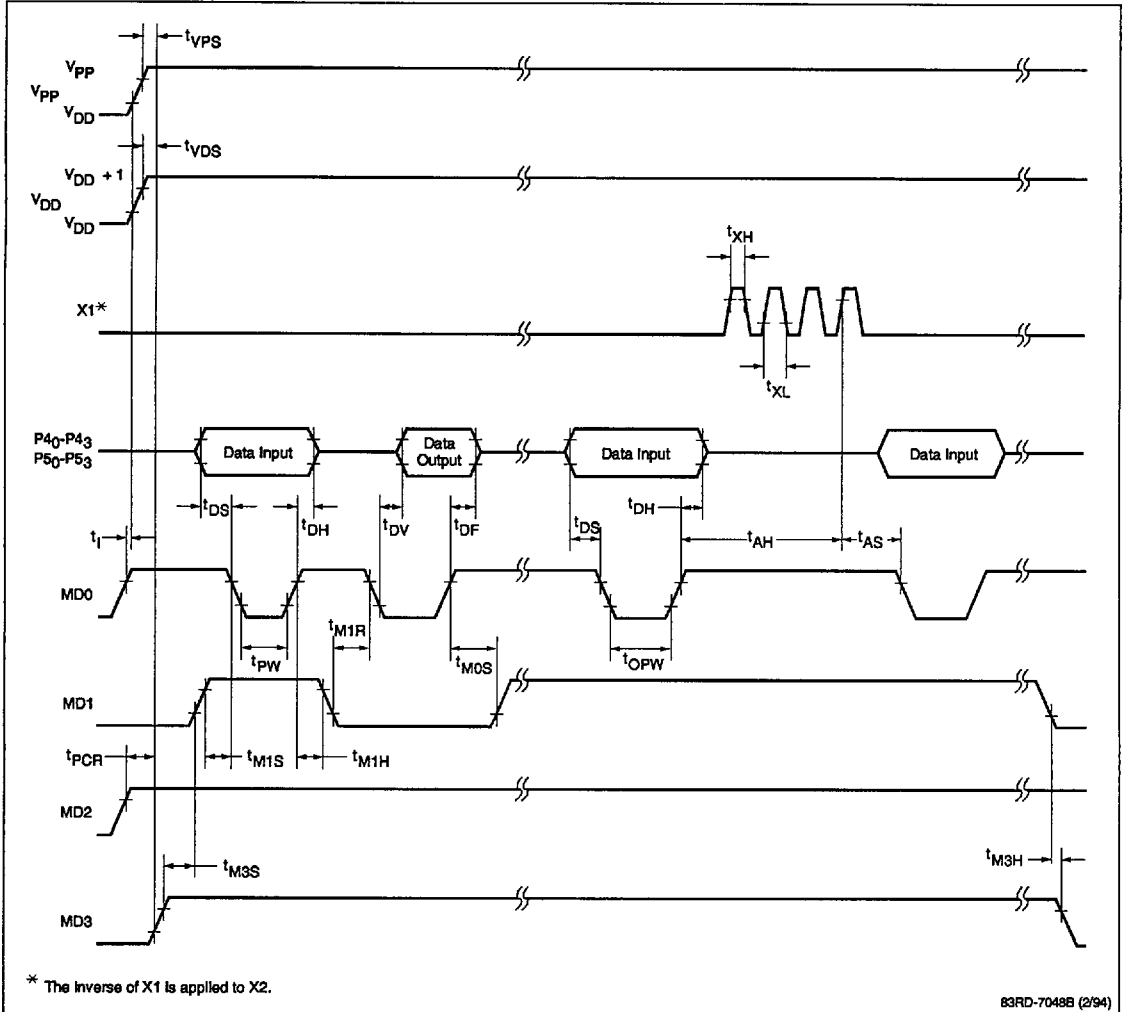 tVPS
VPP
VPP
VDD
tVDS
VDD + 1
VDD
VDD
tXH
X1*
tXL
P40-P43
P50-P53
Data Input
Data
Output
Data Input
Data Input
tDS
tDH
tDV
tDF
tDS
tDH
tAH
tAS
tI
MD0
tPW
tM1R
tM0S
tOPW
MD1
tPCR
tM1S
tM1H
MD2
tM3S
tM3H
MD3
* The inverse of X1 is applied to X2.
83RD-7048B (2/94)